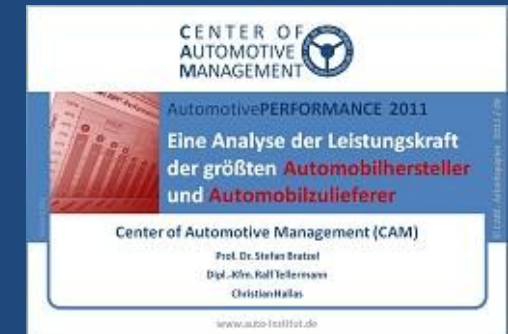 CENTER OF
AUTOMOTIVE
MANAGEMENT
AutomotivePERFORMANCE 2011
Eine Analyse der Leistungskraft
der größten Automobilhersteller
und Automobilzulieferer
Center of Automotive Management (CAM)
Prof. Dr. Stefan Bratzel
Dipl.-Kfm. Ralf Tellermann
Christian Hallas
www.auto-institut.de